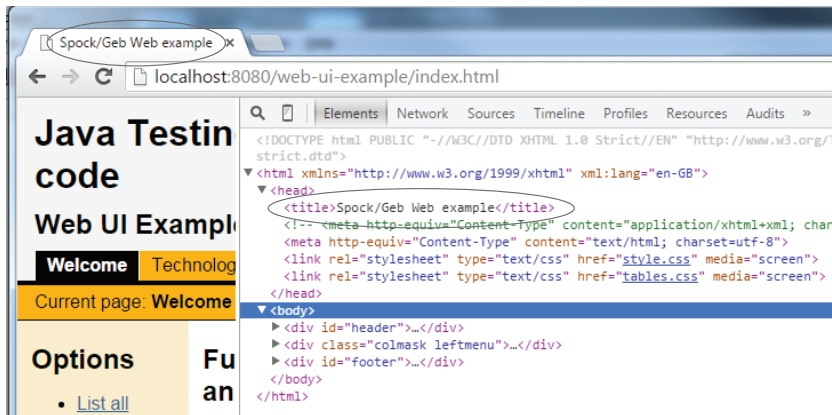 Spock/Geb Web example ×
localhost:8080/web-ui-example/index.html
Java Testin
code
Web UI Exampl
Welcome Technolog
Current page: Welcome
Options
List all
Fu
an
Elements Network Sources Timeline Profiles Resources Audits »
<!DOCTYPE html PUBLIC "-//W3C//DTD XHTML 1.0 Strict//EN" "http://www.w3.org/
strict.dtd">
▼<html xmlns="http://www.w3.org/1999/xhtml" xml:lang="en-GB">
▼<head>
<title>Spock/Geb Web example</title>
<!-- <meta http-equiv="Content-Type" content="application/xhtml+xml; char
<meta http-equiv="Content-Type" content="text/html; charset=utf-8">
<link rel="stylesheet" type="text/css" href="style.css" media="screen">
<link rel="stylesheet" type="text/css" href="tables.css" media="screen">
</head>
▼<body>
▶<div id="header">…</div>
▶<div class="colmask leftmenu">…</div>
▶<div id="footer">…</div>
</body>
</html>